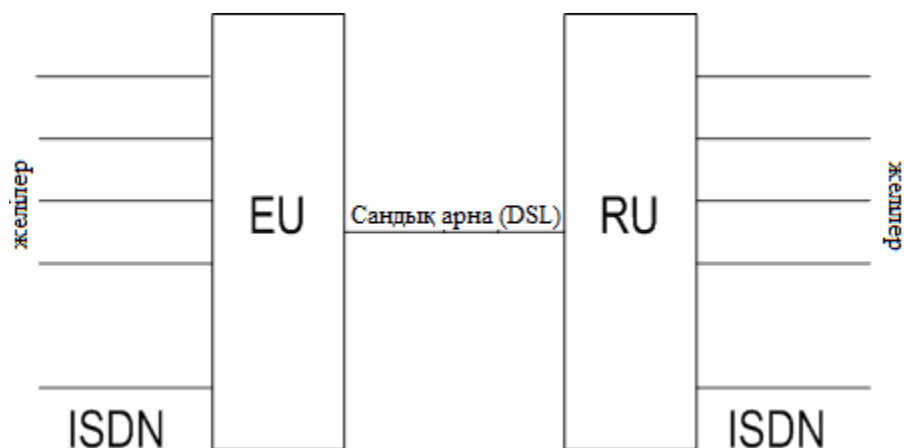 желілер
EU
Сандық арна (DSL)
RU
желілер
ISDN
ISDN